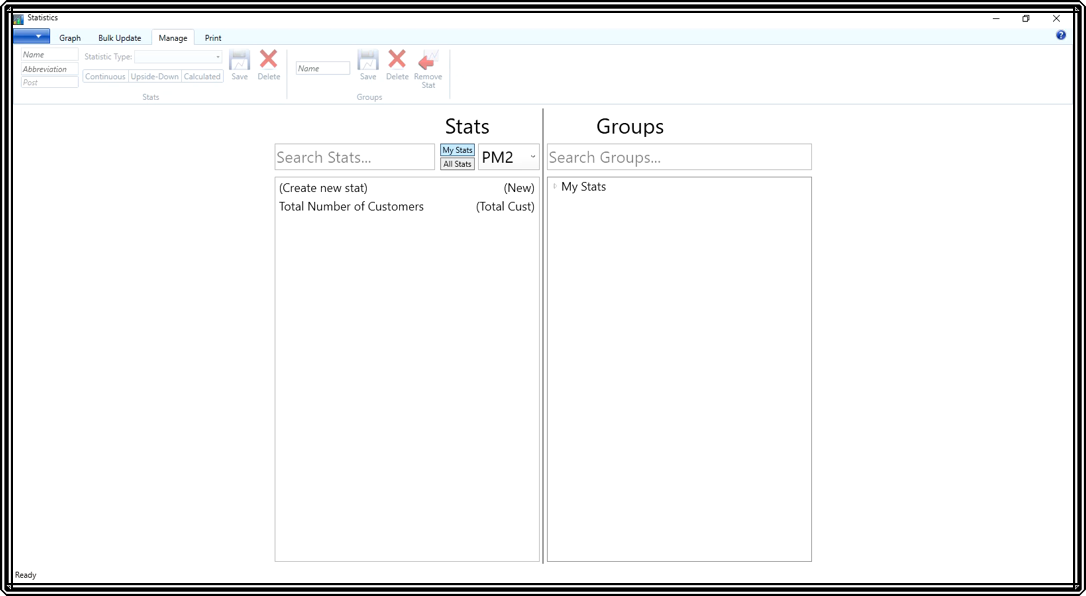 Statistics
Graph Bulk Update Manage Print
Name
Abbreviation
Post
Statistic Type:
Continuous Upside-Down Calculated
Save Delete
Stats
Name
Save Delete Remove Stat
Groups
Stats
Groups
Search Stats...
My Stats
All Stats
PM2
Search Groups...
(Create new stat) (New)
Total Number of Customers (Total Cust)
My Stats
Ready